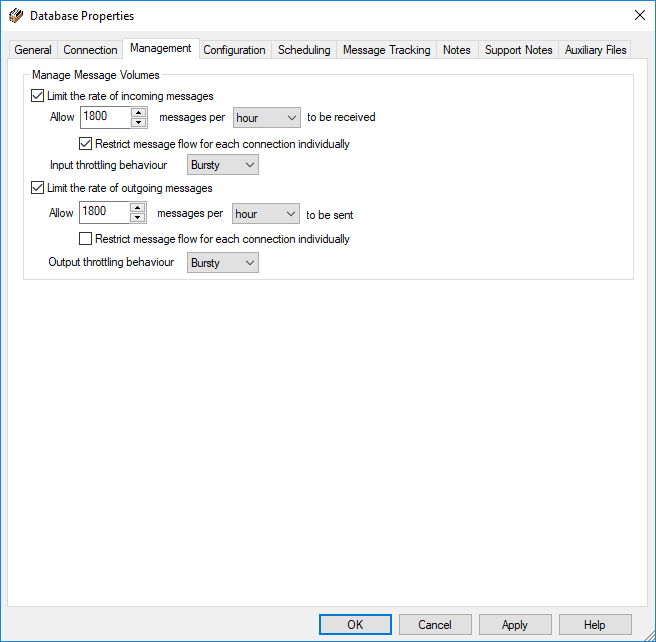 Database Properties
General Connection Management Configuration Scheduling Message Tracking Notes Support Notes Auxiliary Files
Manage Message Volumes
Limit the rate of incoming messages
Allow 1800 messages per hour to be received
Restrict message flow for each connection individually
Input throttling behaviour Bursty
Limit the rate of outgoing messages
Allow 1800 messages per hour to be sent
Restrict message flow for each connection individually
Output throttling behaviour Bursty
OK Cancel Apply Help